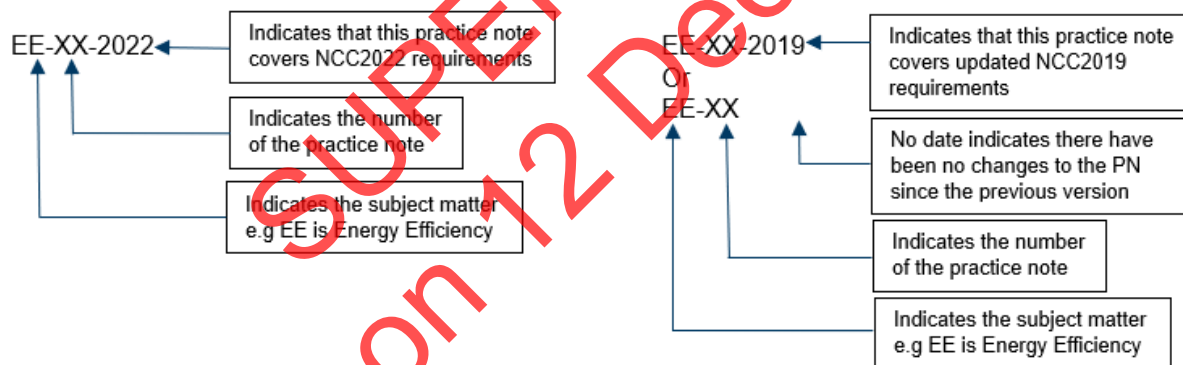 EE-XX-2022
Indicates that this practice note
covers NCC2022 requirements
Indicates the number
of the practice note
Indicates the subject matter
e.g EE is Energy Efficiency
EE-XX-2019
Or
EE-XX
Indicates that this practice note
covers updated NCC2019
requirements
No date indicates there have
been no changes to the PN
since the previous version
Indicates the number
of the practice note
Indicates the subject matter
e.g EE is Energy Efficiency
on 12